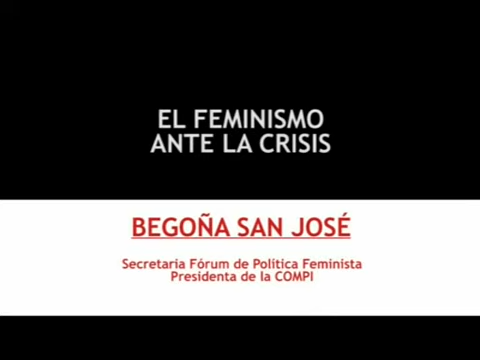 EL FEMINISMO
ANTE LA CRISIS
BEGOÑA SAN JOSÉ
Secretaria Fórum de Política Feminista
Presidenta de la COMPI